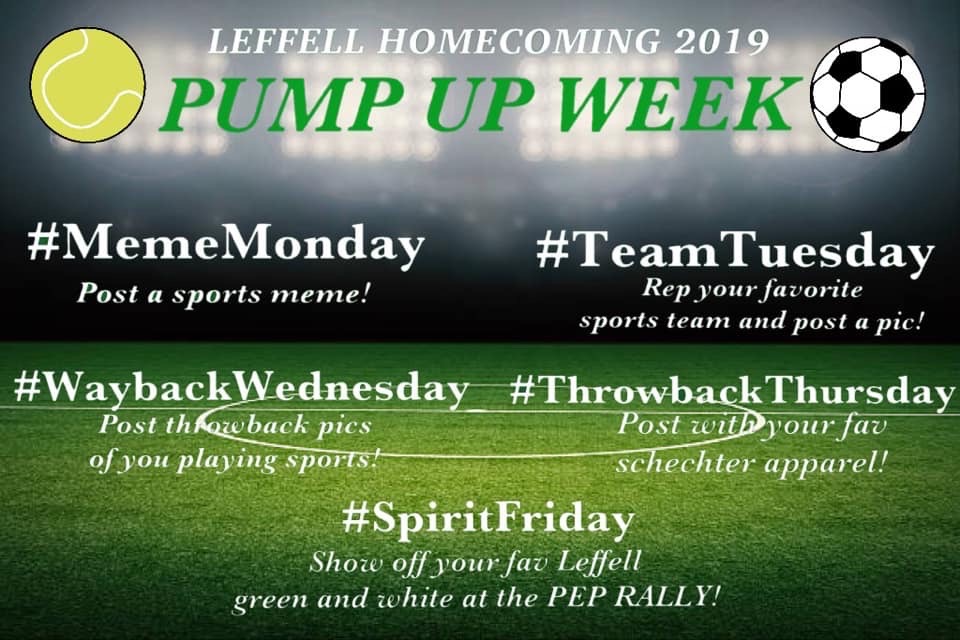 LEFFELL HOMECOMING 2019
PUMP UP WEEK
#MemeMonday
Post a sports meme!
#TeamTuesday
Rep your favorite
sports team and post a pic!
#WaybackWednesday
Post throwback pics
of you playing sports!
#ThrowbackThursday
Post with your fav
schechter apparel!
#SpiritFriday
Show off your fav Leffell
green and white at the PEP RALLY!